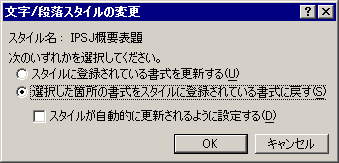 文字/段落スタイルの変更
スタイル名： IPSJ概要表題
次のいずれかを選択してください。
スタイルに登録されている書式を更新する(U)
選択した箇所の書式をスタイルに登録されている書式に戻す(S)
スタイルが自動的に更新されるように設定する(D)
OK
キャンセル